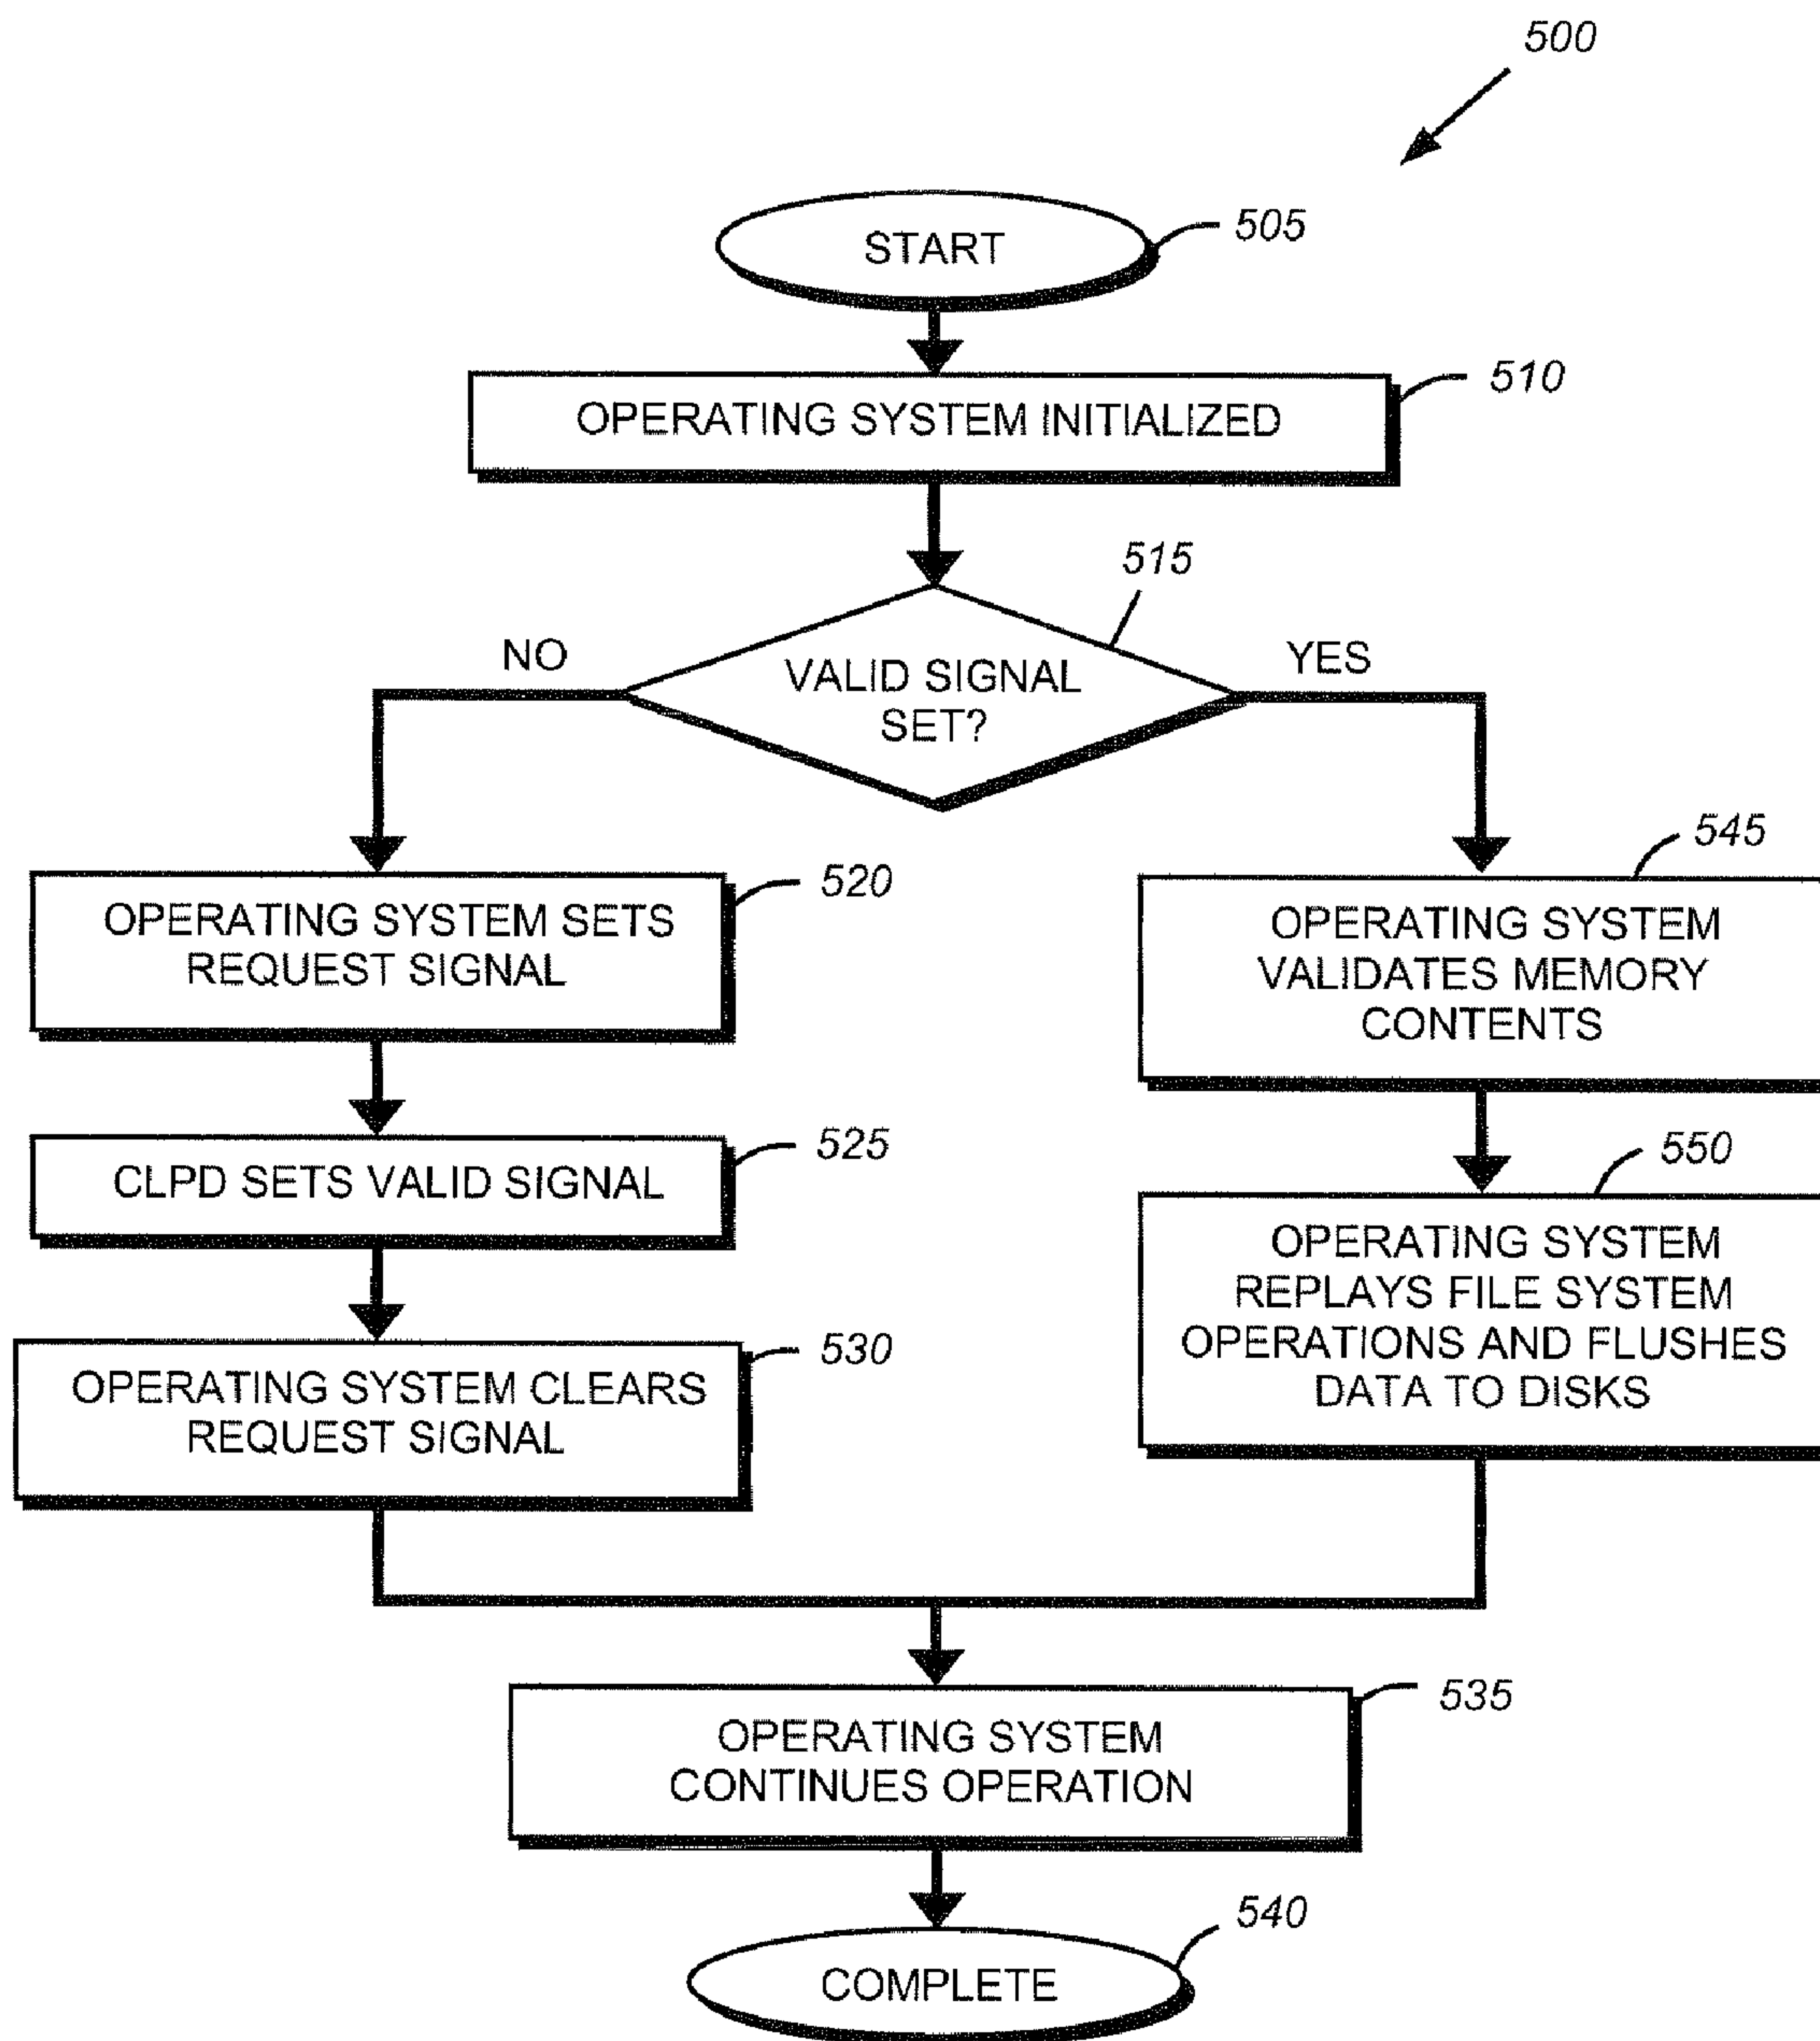 500
START
505
OPERATING SYSTEM INITIALIZED
510
515
NO
VALID SIGNAL
SET?
YES
520
OPERATING SYSTEM SETS
REQUEST SIGNAL
525
CLPD SETS VALID SIGNAL
530
OPERATING SYSTEM CLEARS
REQUEST SIGNAL
545
OPERATING SYSTEM
VALIDATES MEMORY
CONTENTS
550
OPERATING SYSTEM
REPLAYS FILE SYSTEM
OPERATIONS AND FLUSHES
DATA TO DISKS
535
OPERATING SYSTEM
CONTINUES OPERATION
540
COMPLETE